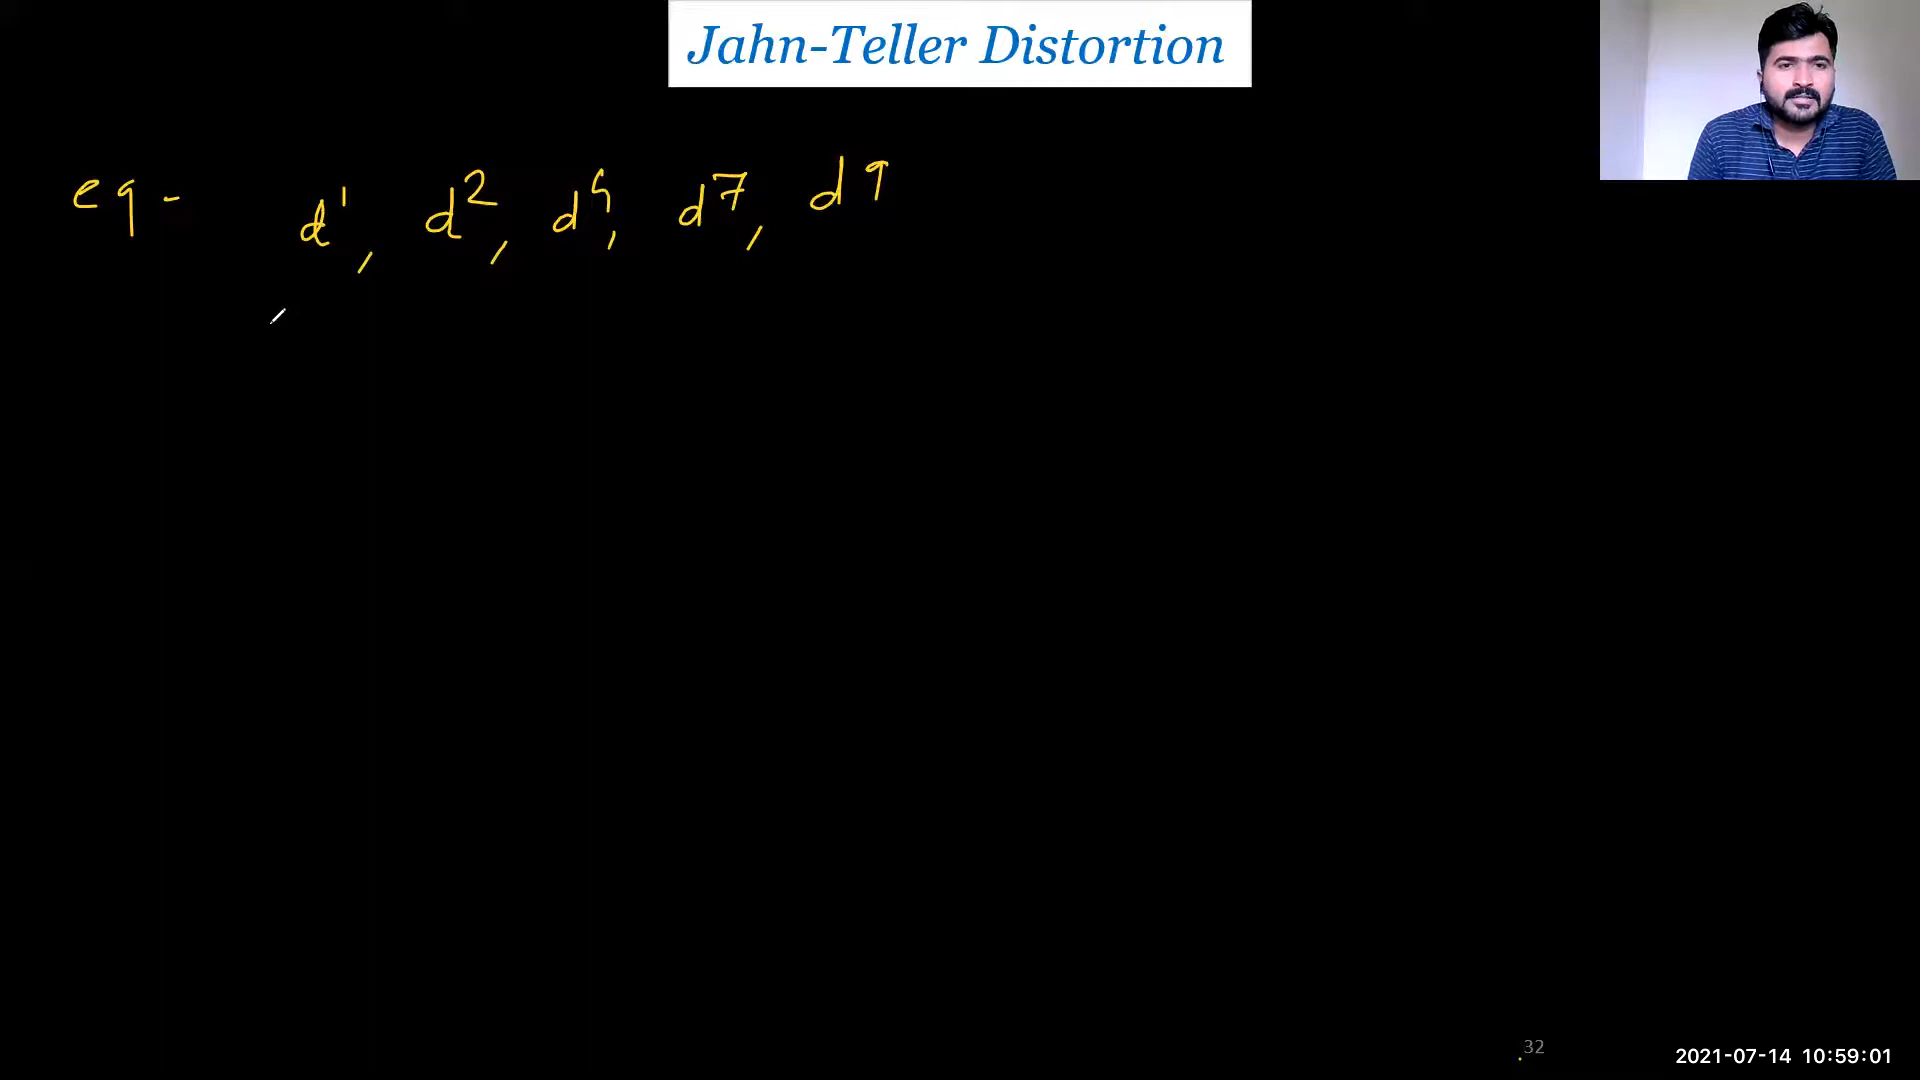 Jahn-Teller Distortion
eg - d¹, d², d⁴, d⁷, d⁹
32
2021-07-14 10:59:01